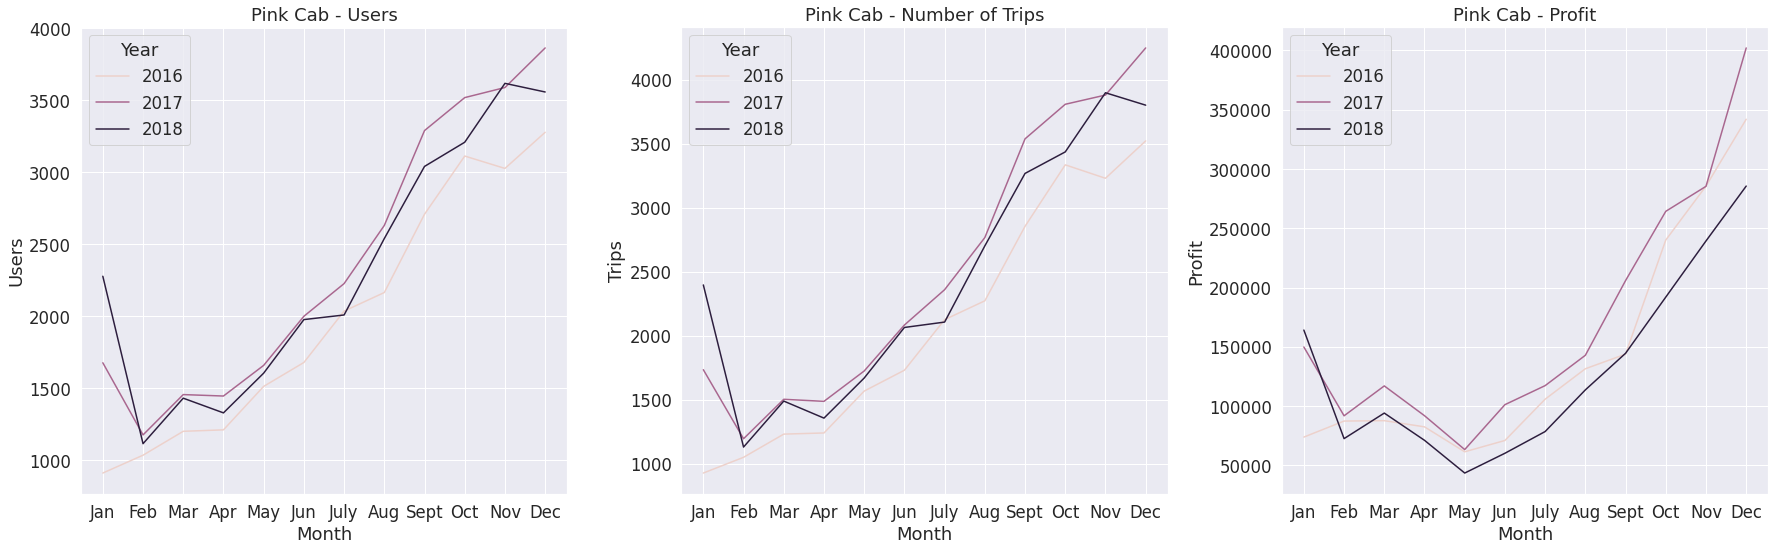 Pink Cab - Users
4000
3500
3000
2500
2000
1500
1000
Users
Year
2016
2017
2018
Jan Feb Mar Apr May Jun July Aug Sept Oct Nov Dec
Month
Pink Cab - Number of Trips
4000
3500
3000
2500
2000
1500
1000
Trips
Year
2016
2017
2018
Jan Feb Mar Apr May Jun July Aug Sept Oct Nov Dec
Month
Pink Cab - Profit
400000
350000
300000
250000
200000
150000
100000
50000
Profit
Year
2016
2017
2018
Jan Feb Mar Apr May Jun July Aug Sept Oct Nov Dec
Month